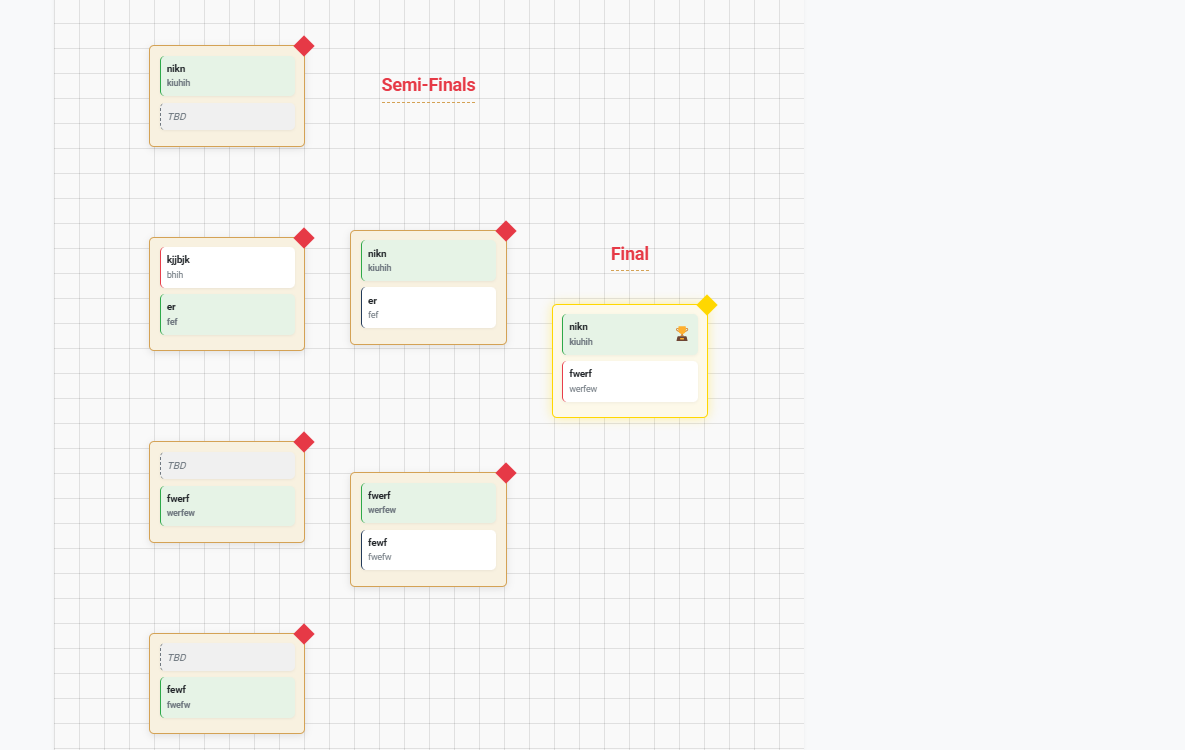 nikn
kiuhih
TBD
kjjbjk
bhih
er
fef
TBD
fwerf
werfew
TBD
fewf
fwefw
Semi-Finals
nikn
kiuhih
er
fef
fwerf
werfew
fewf
fwefw
Final
nikn
kiuhih
fwerf
werfew